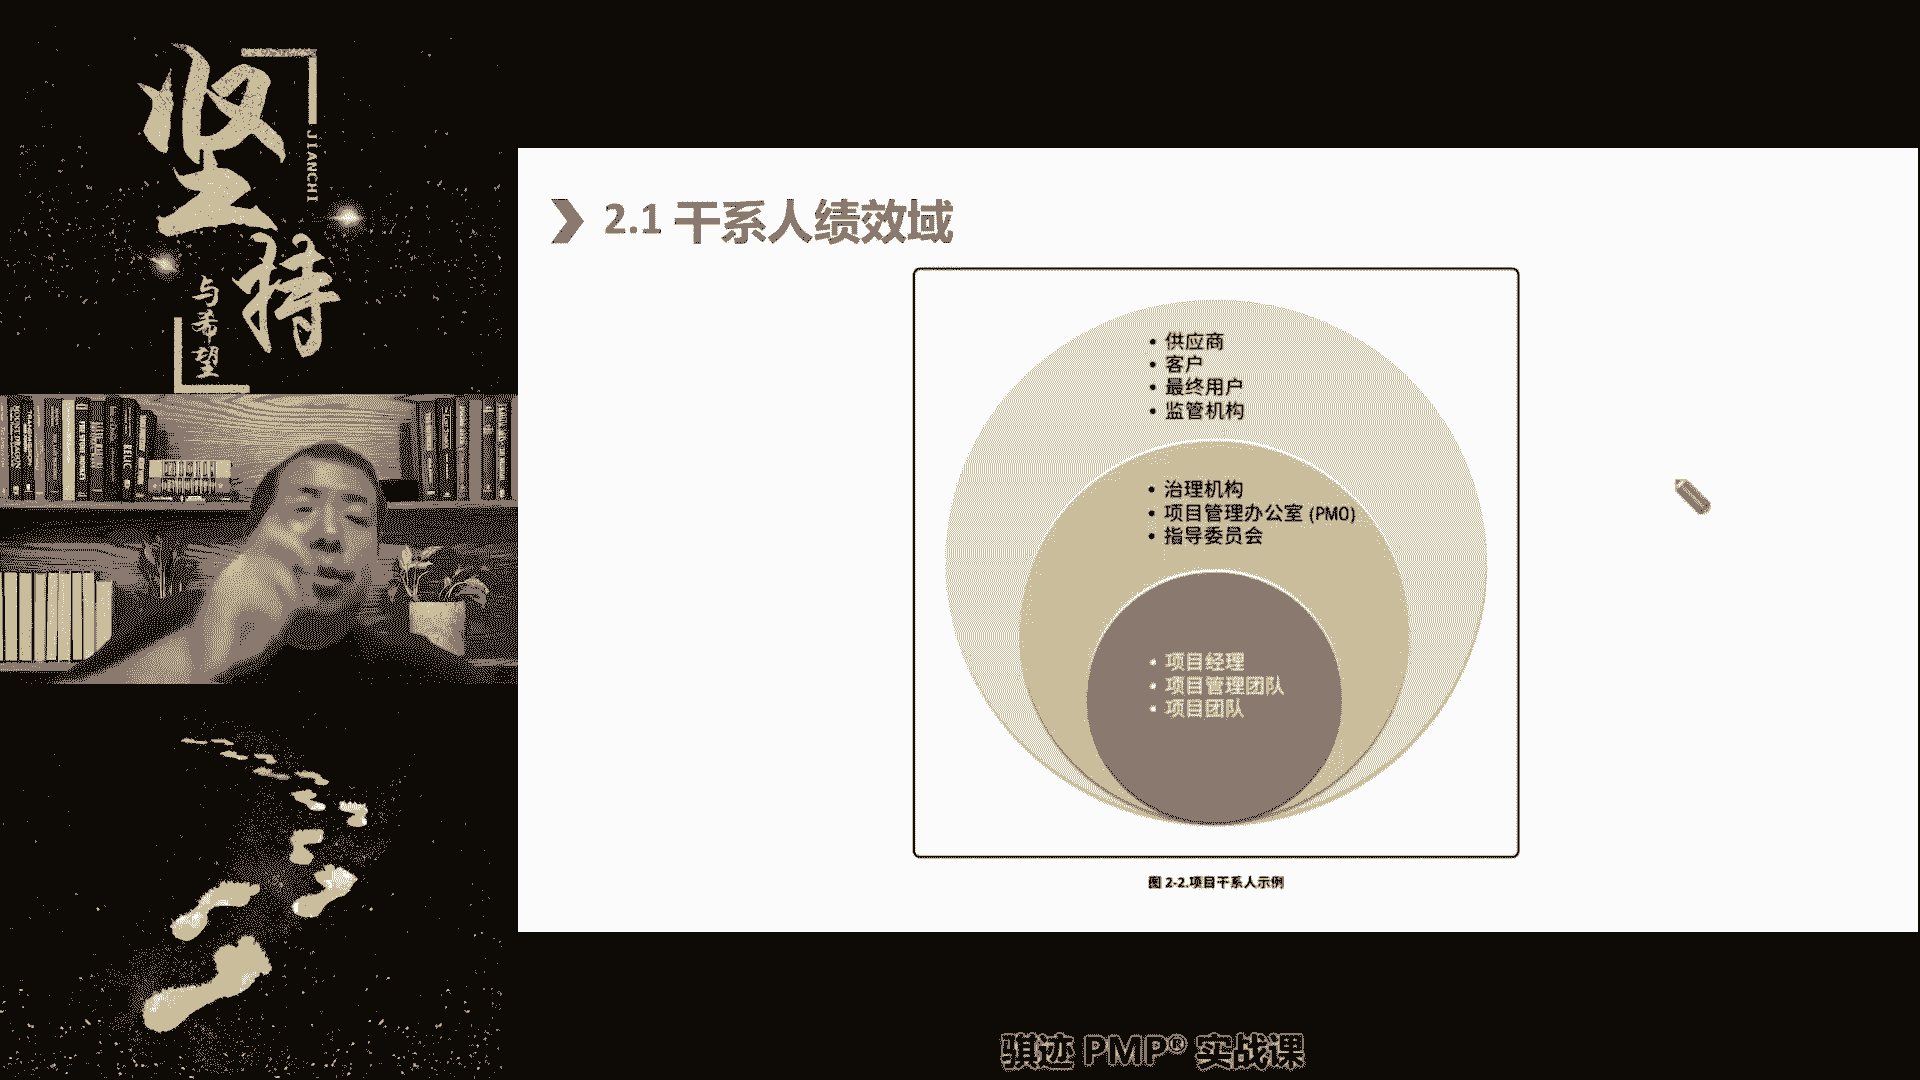 坚持
JIANCHI
与希望
2.1 干系人绩效域
• 供应商
• 客户
• 最终用户
• 监管机构
• 治理机构
• 项目管理办公室 (PMO)
• 指导委员会
• 项目经理
• 项目管理团队
• 项目团队
图 2-2.项目干系人示例
骐迹 PMP® 实战课